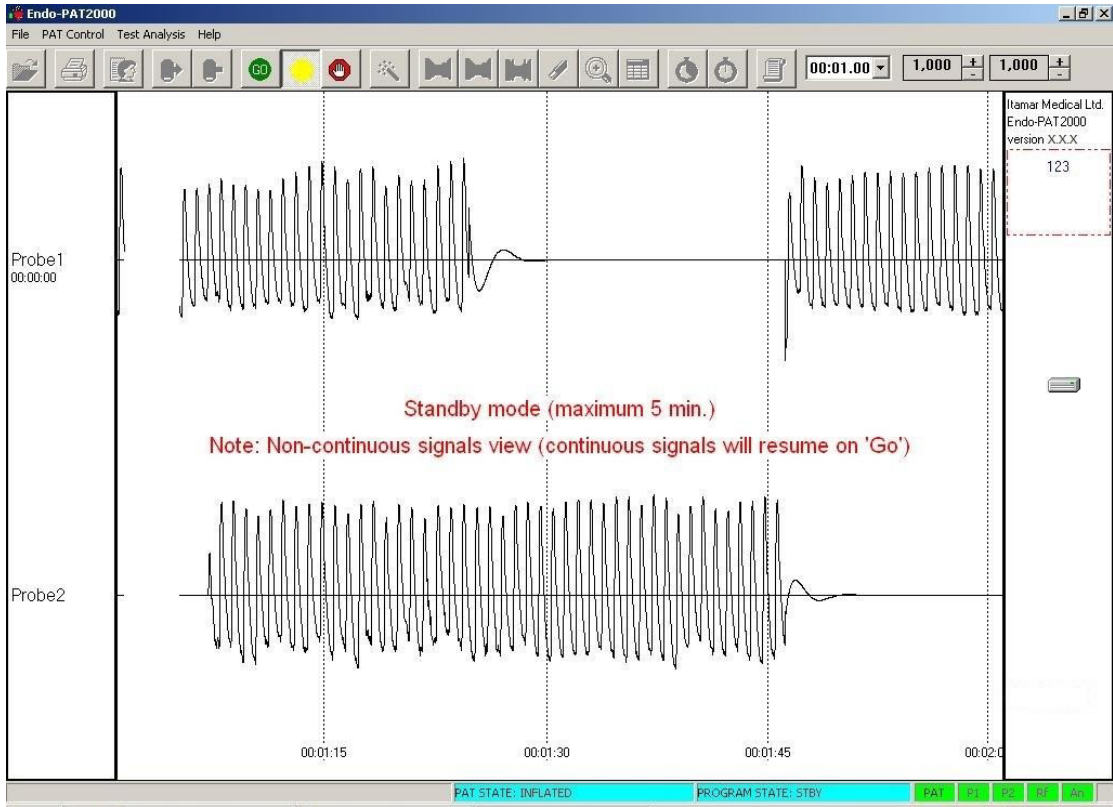 Endo-PAT2000
File PAT Control Test Analysis Help
GO
00:01.00
1,000 + -
1,000 + -
Itamar Medical Ltd.
Endo-PAT2000
version X.X.X
123
Probe1
00:00:00
Standby mode (maximum 5 min.)
Note: Non-continuous signals view (continuous signals will resume on 'Go')
Probe2
00:01:15 00:01:30 00:01:45 00:02:0
PAT STATE: INFLATED PROGRAM STATE: STBY PAT P1 P2 Rf An